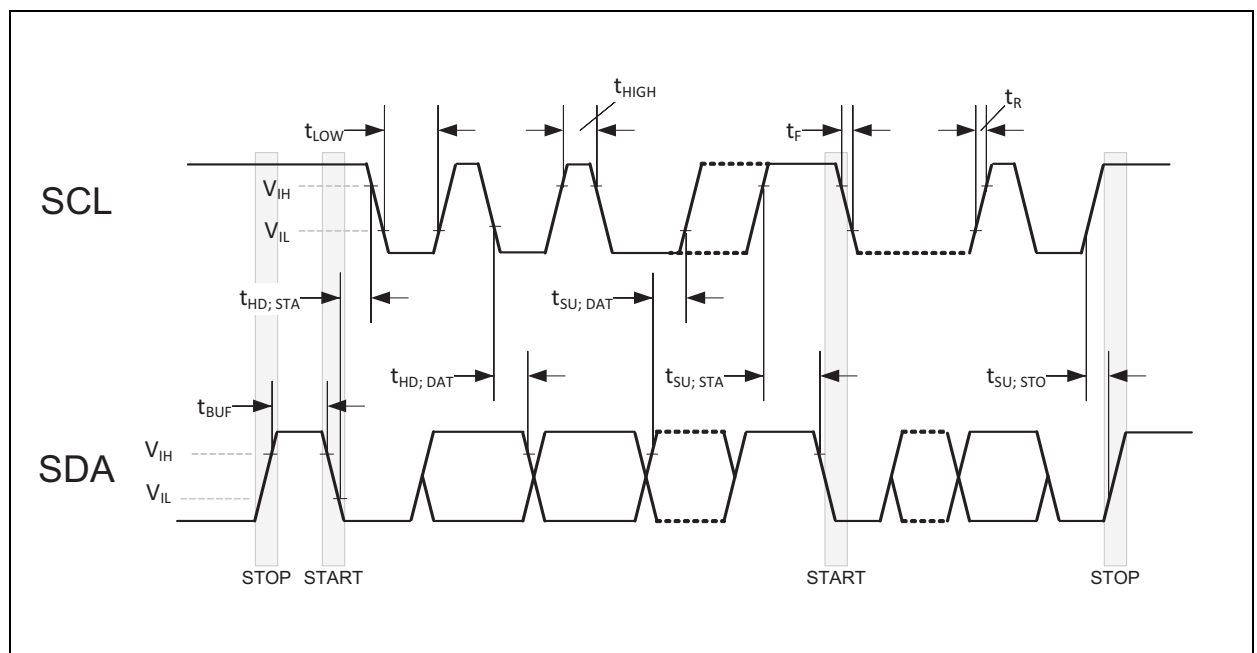 tHIGH
tR
tLOW
tF
SCL
VIH
VIL
tHD; STA
tSU; DAT
tHD; DAT
tSU; STA
tSU; STO
tBUF
VIH
SDA
VIL
STOP START START STOP